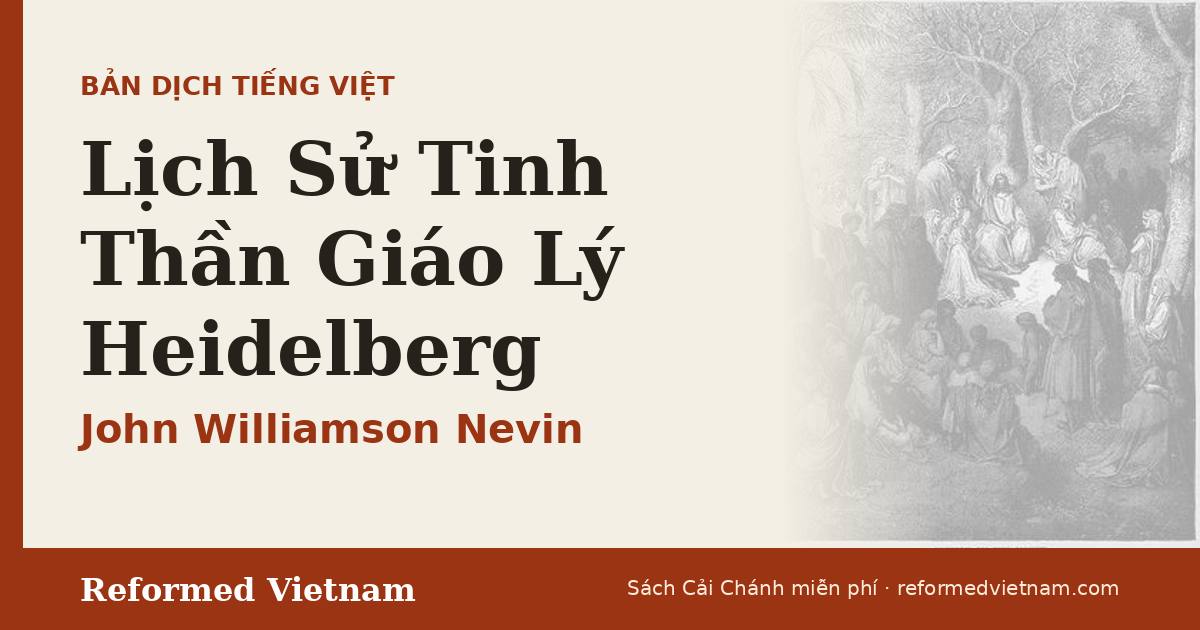 BẢN DỊCH TIẾNG VIỆT
Lịch Sử Tinh
Thần Giáo Lý
Heidelberg
John Williamson Nevin
Reformed Vietnam
Sách Cải Chánh miễn phí · reformedvietnam.com